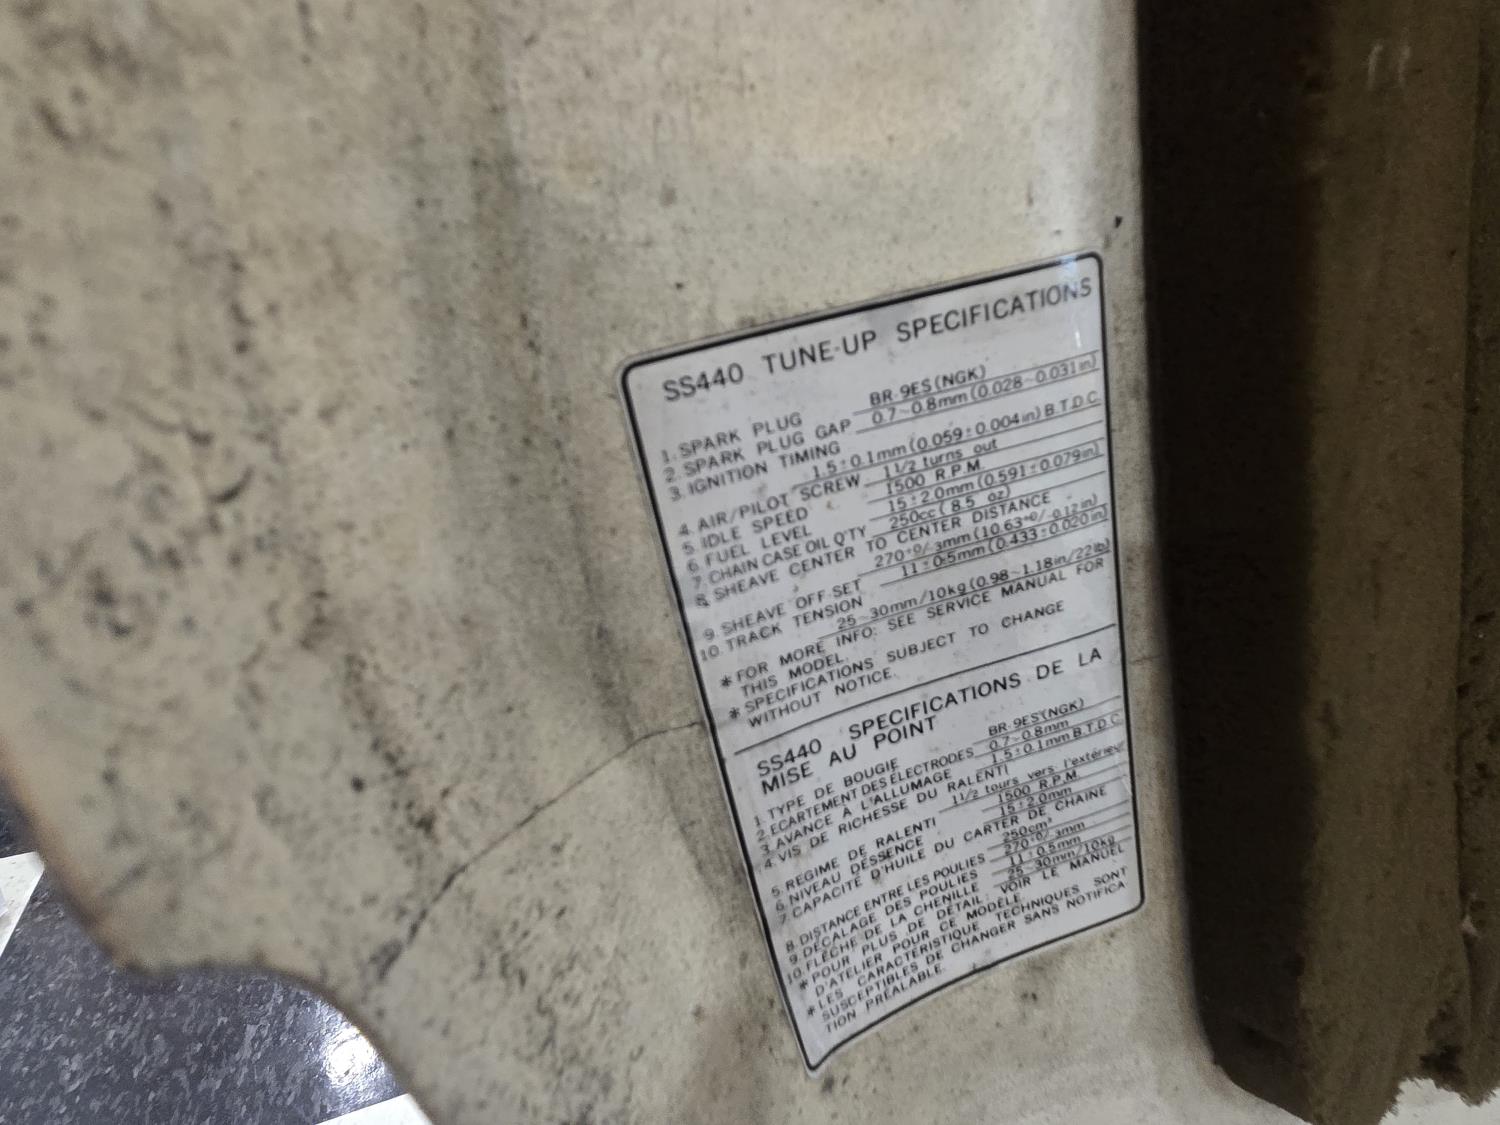 SS440 TUNE-UP SPECIFICATIONS
1. SPARK PLUG BR-9ES (NGK)
2. SPARK PLUG GAP 0.7~0.8mm (0.028~0.031in)
3. IGNITION TIMING
1.5±0.1mm (0.059±0.004in) B.T.D.C.
4. AIR/PILOT SCREW 1 1/2 turns out
5. IDLE SPEED 1500 R.P.M.
6. FUEL LEVEL 15±2.0mm (0.591±0.079in)
7. CHAIN CASE OIL Q'TY 250cc (8.5 oz)
8. SHEAVE CENTER TO CENTER DISTANCE
270+0/-3mm (10.63+0/-0.12in)
9. SHEAVE OFF-SET 11±0.5mm (0.433±0.020in)
10. TRACK TENSION
25~30mm/10kg (0.98~1.18in/22lb)
* FOR MORE INFO: SEE SERVICE MANUAL FOR
THIS MODEL.
* SPECIFICATIONS SUBJECT TO CHANGE
WITHOUT NOTICE.
SS440 SPECIFICATIONS DE LA
MISE AU POINT
1. TYPE DE BOUGIE BR-9ES (NGK)
2. ECARTEMENT DES ÉLECTRODES 0.7~0.8mm
3. AVANCE À L'ALLUMAGE 1.5±0.1mm B.T.D.C.
4. VIS DE RICHESSE DU RALENTI
1 1/2 tours vers l'extérieur
5. REGIME DE RALENTI 1500 R.P.M.
6. NIVEAU DESSENCE 15±2.0mm
7. CAPACITÉ D'HUILE DU CARTER DE CHAINE
250cm³
8. DISTANCE ENTRE LES POULIES 270+0/-3mm
9. DÉCALAGE DES POULIES 11±0.5mm
10. FLÈCHE DE LA CHENILLE 25~30mm/10kg
* POUR PLUS DE DÉTAIL: VOIR LE MANUEL
D'ATELIER POUR CE MODÈLE.
* LES CARACTÉRISTIQUE TECHNIQUES SONT
SUSCEPTIBLES DE CHANGER SANS NOTIFICA
TION PRÉALABLE.